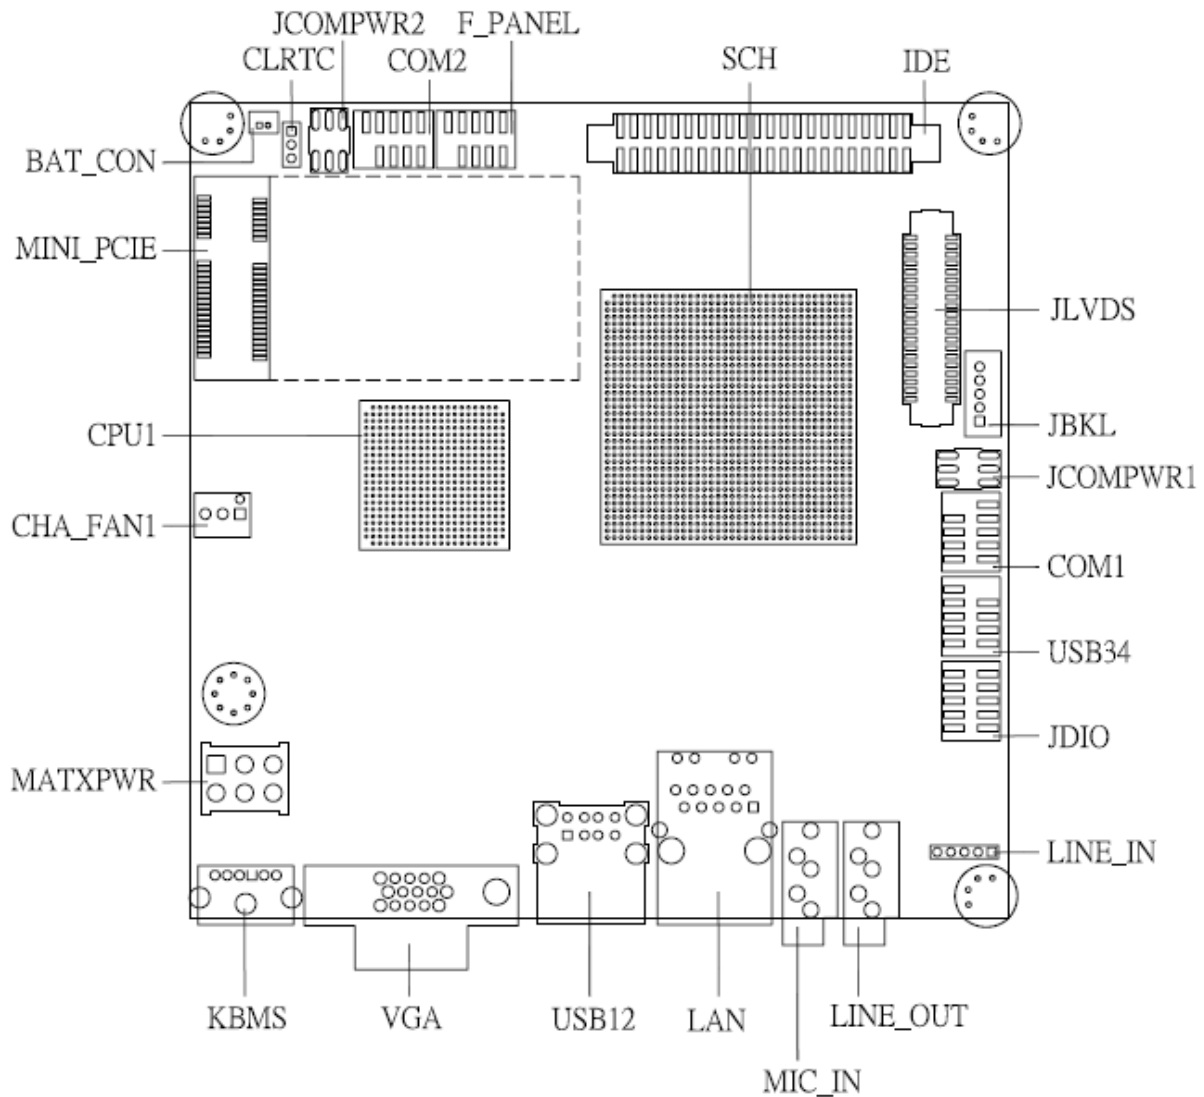 JCOMPWR2
F_PANEL
CLRTC
COM2
SCH
IDE
BAT_CON
MINI_PCIE
JLVDS
CPU1
JBKL
JCOMPWR1
CHA_FAN1
COM1
USB34
JDIO
MATXPWR
LINE_IN
KBMS
VGA
USB12
LAN
LINE_OUT
MIC_IN